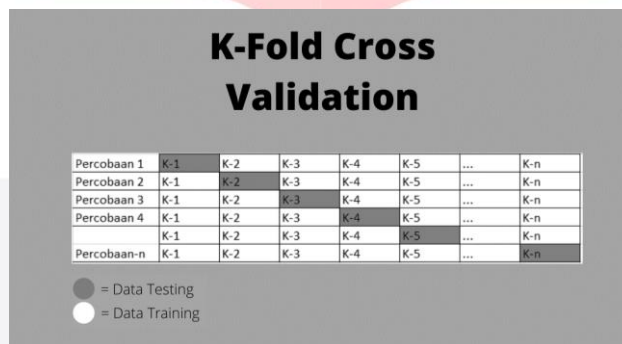 K-Fold Cross
Validation
Percobaan 1 K-1 K-2 K-3 K-4 K-5 ... K-n
Percobaan 2 K-1 K-2 K-3 K-4 K-5 ... K-n
Percobaan 3 K-1 K-2 K-3 K-4 K-5 ... K-n
Percobaan 4 K-1 K-2 K-3 K-4 K-5 ... K-n
K-1 K-2 K-3 K-4 K-5 ... K-n
Percobaan-n K-1 K-2 K-3 K-4 K-5 ... K-n
= Data Testing
= Data Training